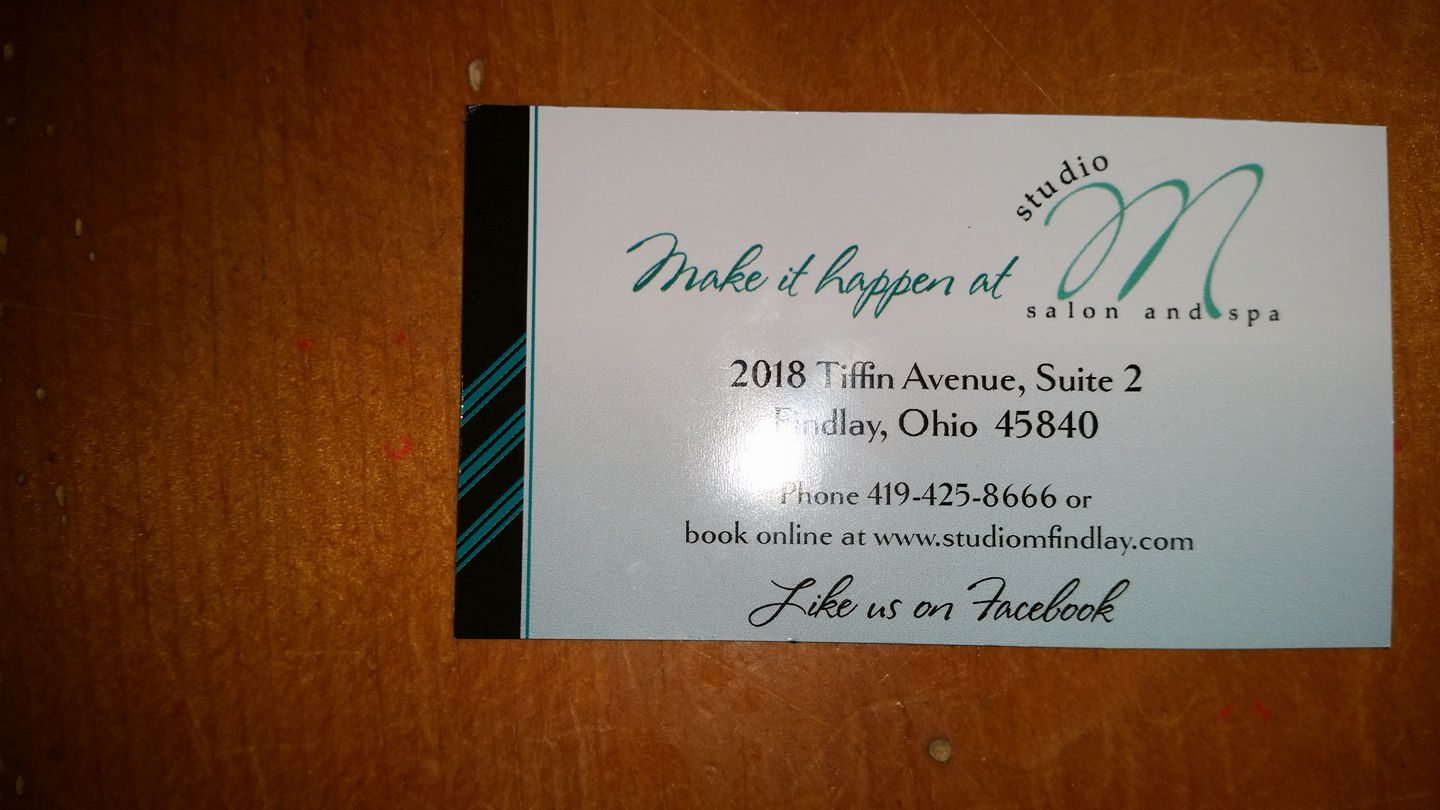 studio
M
Make it happen at
salon and spa
2018 Tiffin Avenue, Suite 2
Findlay, Ohio 45840
Phone 419-425-8666 or
book online at www.studiomfindlay.com
Like us on Facebook